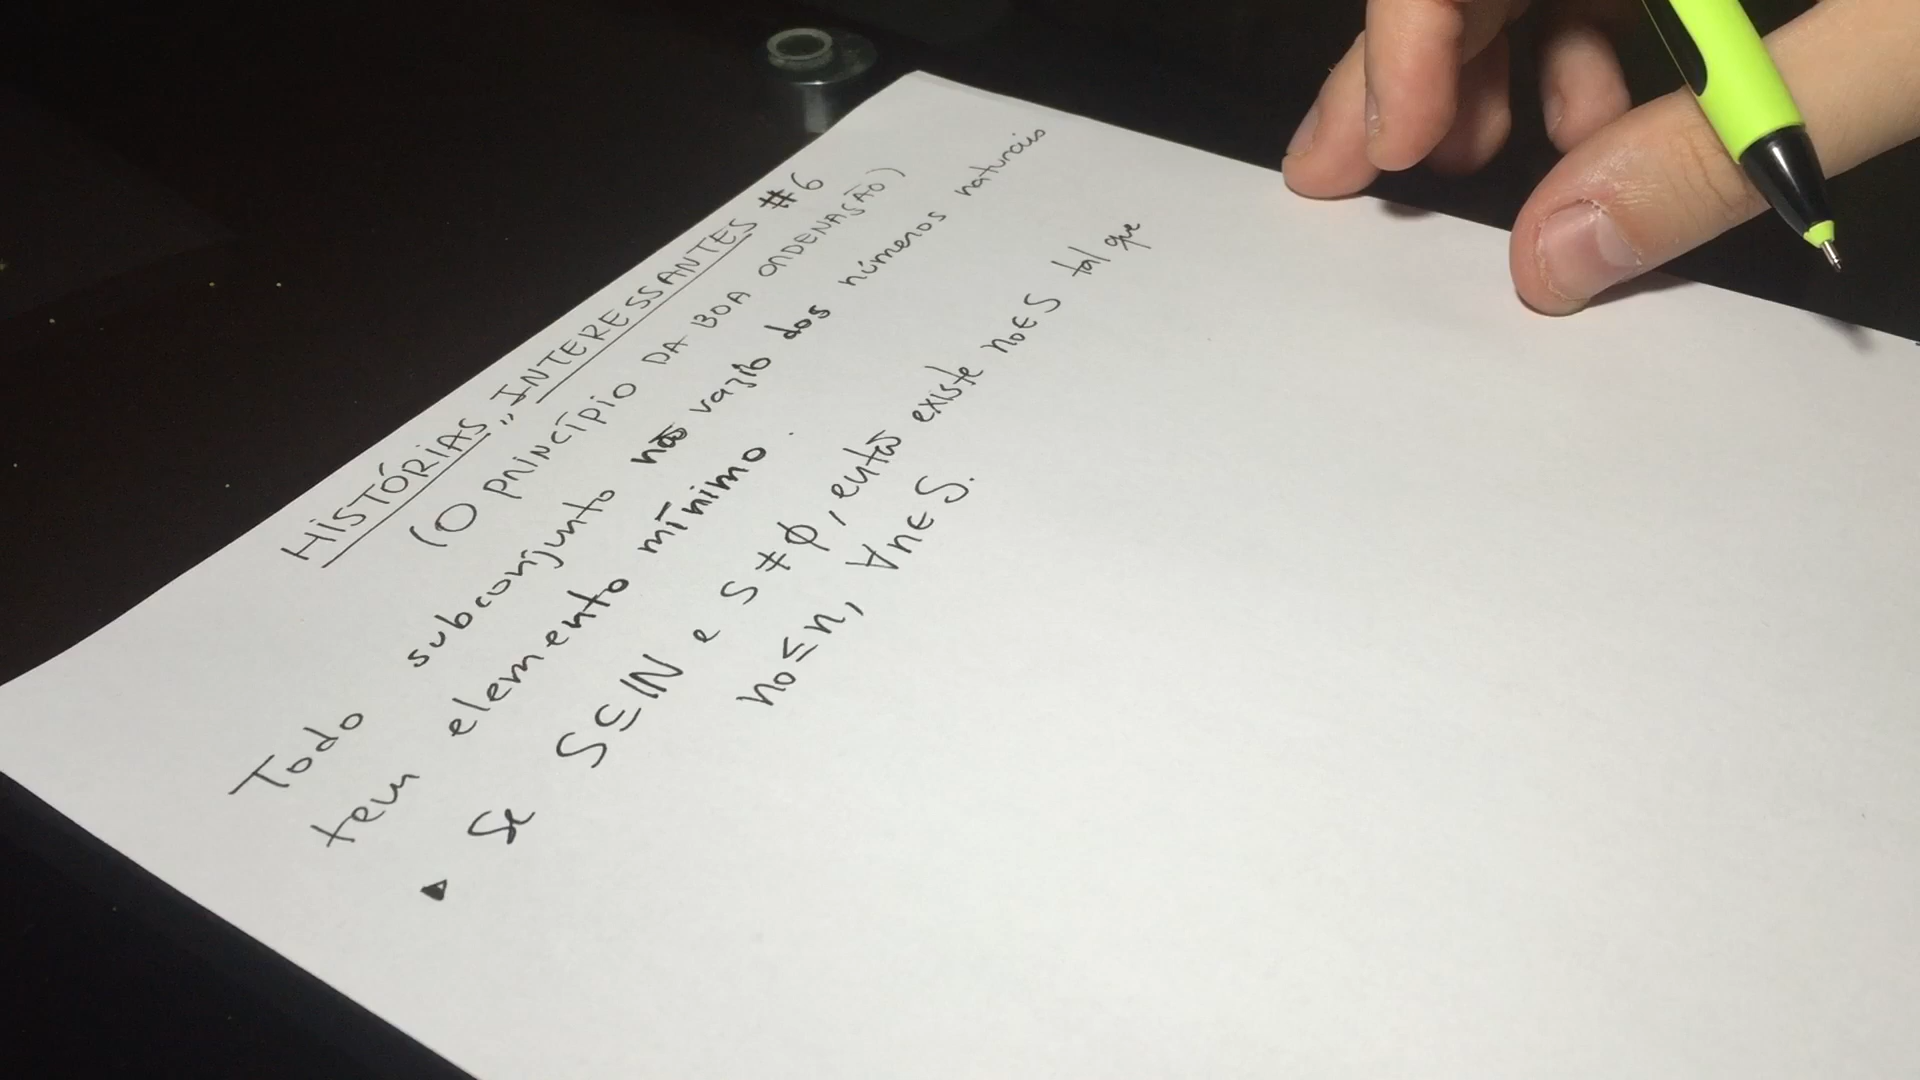 HISTÓRIAS „INTERESSANTES #6
(O PRINCÍPIO DA BOA ORDENAÇÃO)
Todo subconjunto não vazio dos números naturais
tem elemento mínimo.
▲ Se S⊆ℕ e S≠∅, então existe n₀∈S tal que
n₀≤n, ∀n∈S.